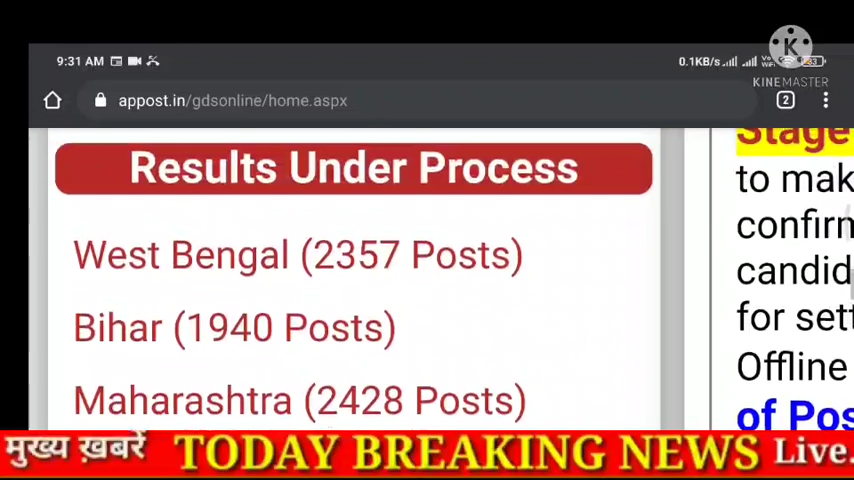 9:31 AM
0.1KB/s
K
KINEMASTER
appost.in/gdsonline/home.aspx
2
Results Under Process
West Bengal (2357 Posts)
Bihar (1940 Posts)
Maharashtra (2428 Posts)
Stage
to mak
confirm
candid
for sett
Offline
of Pos
मुख्य ख़बरें TODAY BREAKING NEWS Live.